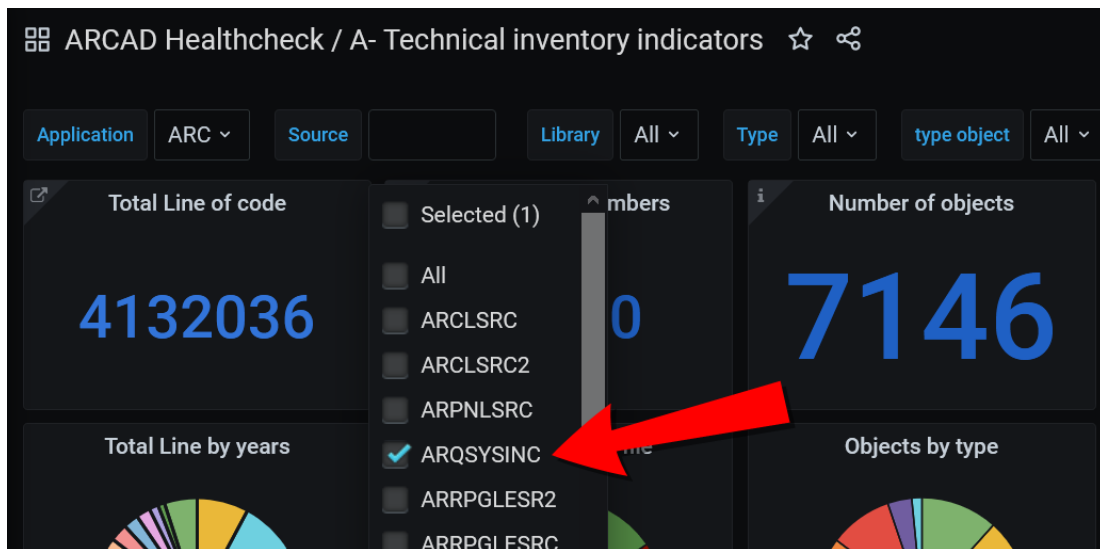 ARCAD Healthcheck / A- Technical inventory indicators
Application ARC Source Library All Type All type object All
Total Line of code
mbers
i
Number of objects
Selected (1)
All
4132036
0
7146
ARCLSRC
ARCLSRC2
ARPNLSRC
Total Line by years
ARQSYSINC
me
Objects by type
ARRPGLESR2
ARRPGLESRC